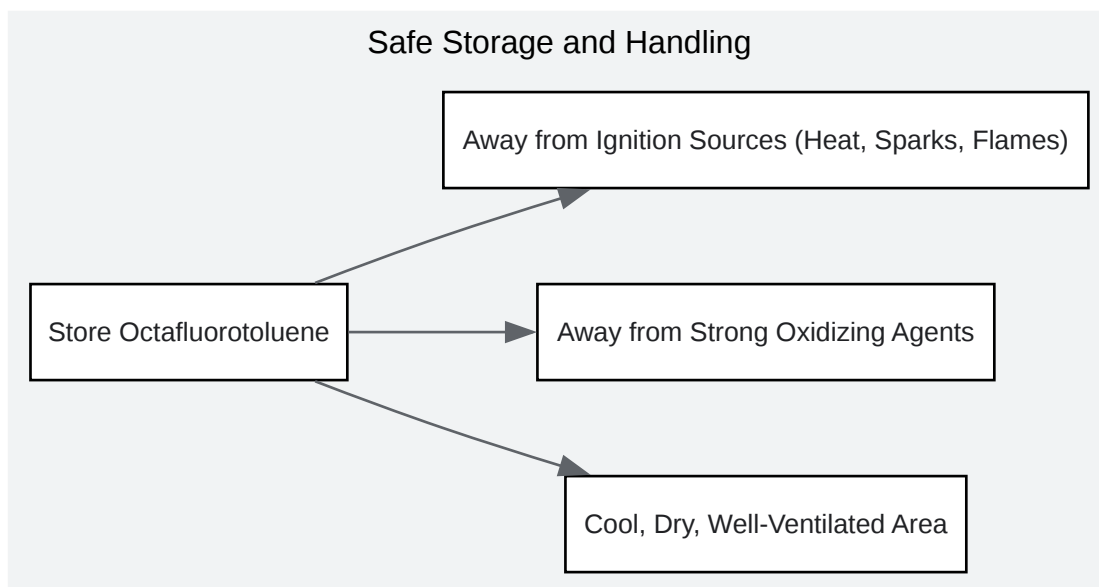 Safe Storage and Handling
Away from Ignition Sources (Heat, Sparks, Flames)
Store Octafluorotoluene
Away from Strong Oxidizing Agents
Cool, Dry, Well-Ventilated Area